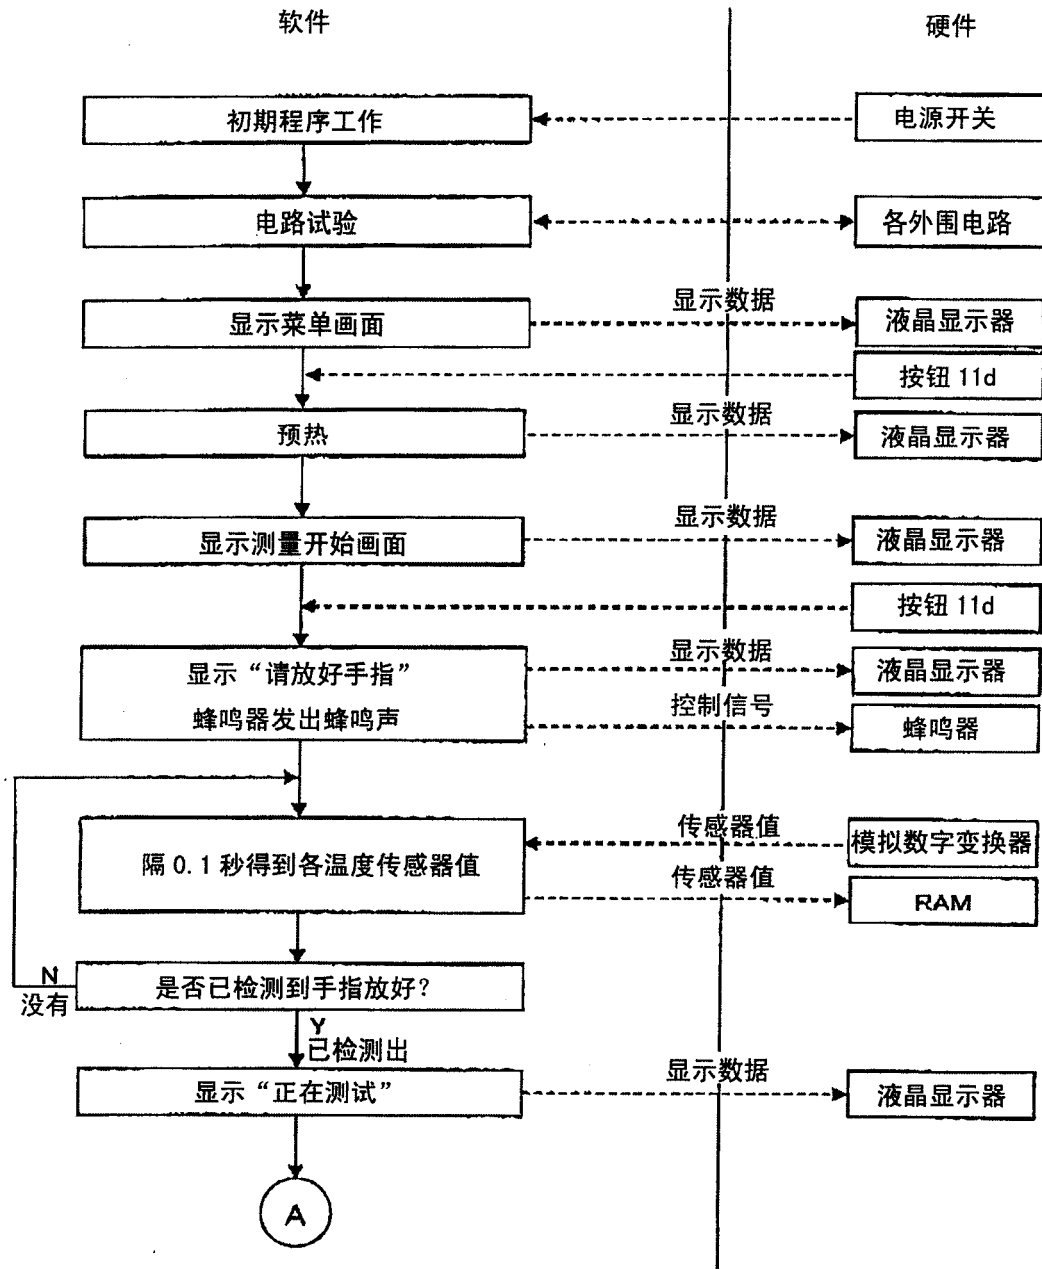 软件
硬件
初期程序工作
电源开关
电路试验
各外围电路
显示菜单画面
显示数据
液晶显示器
按钮 11d
预热
显示数据
液晶显示器
显示测量开始画面
显示数据
液晶显示器
按钮 11d
显示“请放好手指”
显示数据
液晶显示器
蜂鸣器发出蜂鸣声
控制信号
蜂鸣器
隔 0.1 秒得到各温度传感器值
传感器值
模拟数字变换器
传感器值
RAM
N
没有
是否已检测到手指放好？
Y
已检测出
显示“正在测试”
显示数据
液晶显示器
A